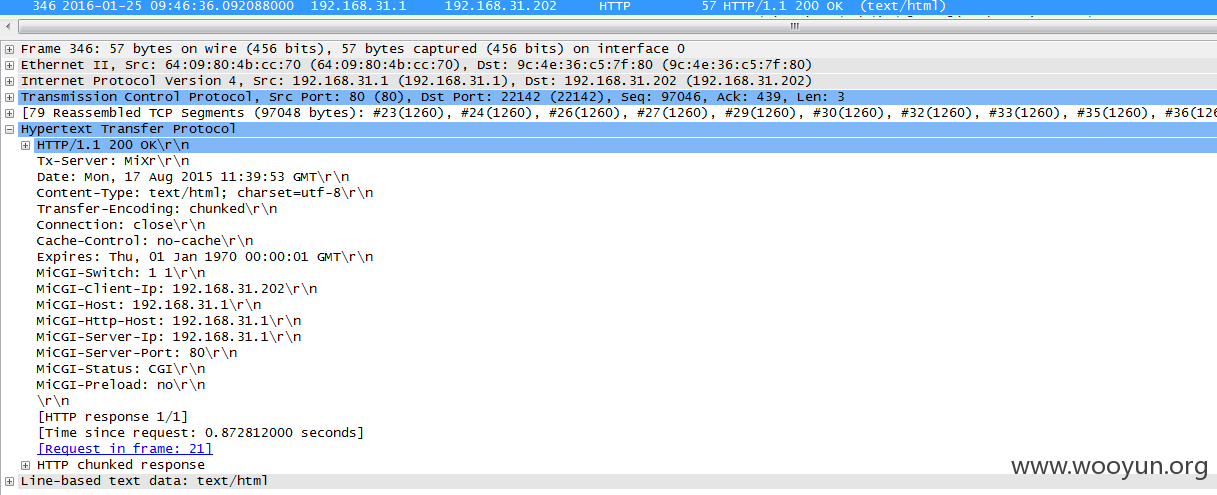 346 2016-01-25 09:46:36.092088000 192.168.31.1 192.168.31.202 HTTP 57 HTTP/1.1 200 OK (text/html)
Frame 346: 57 bytes on wire (456 bits), 57 bytes captured (456 bits) on interface 0
Ethernet II, Src: 64:09:80:4b:cc:70 (64:09:80:4b:cc:70), Dst: 9c:4e:36:c5:7f:80 (9c:4e:36:c5:7f:80)
Internet Protocol Version 4, Src: 192.168.31.1 (192.168.31.1), Dst: 192.168.31.202 (192.168.31.202)
Transmission Control Protocol, Src Port: 80 (80), Dst Port: 22142 (22142), Seq: 97046, Ack: 439, Len: 3
[79 Reassembled TCP Segments (97048 bytes): #23(1260), #24(1260), #26(1260), #27(1260), #29(1260), #30(1260), #32(1260), #33(1260), #35(1260), #36(126
Hypertext Transfer Protocol
HTTP/1.1 200 OK\r\n
Tx-Server: MiXr\r\n
Date: Mon, 17 Aug 2015 11:39:53 GMT\r\n
Content-Type: text/html; charset=utf-8\r\n
Transfer-Encoding: chunked\r\n
Connection: close\r\n
Cache-Control: no-cache\r\n
Expires: Thu, 01 Jan 1970 00:00:01 GMT\r\n
MiCGI-Switch: 1 1\r\n
MiCGI-Client-Ip: 192.168.31.202\r\n
MiCGI-Host: 192.168.31.1\r\n
MiCGI-Http-Host: 192.168.31.1\r\n
MiCGI-Server-Ip: 192.168.31.1\r\n
MiCGI-Server-Port: 80\r\n
MiCGI-Status: CGI\r\n
MiCGI-Preload: no\r\n
\r\n
[HTTP response 1/1]
[Time since request: 0.872812000 seconds]
[Request in frame: 21]
HTTP chunked response
Line-based text data: text/html
www.wooyun.org